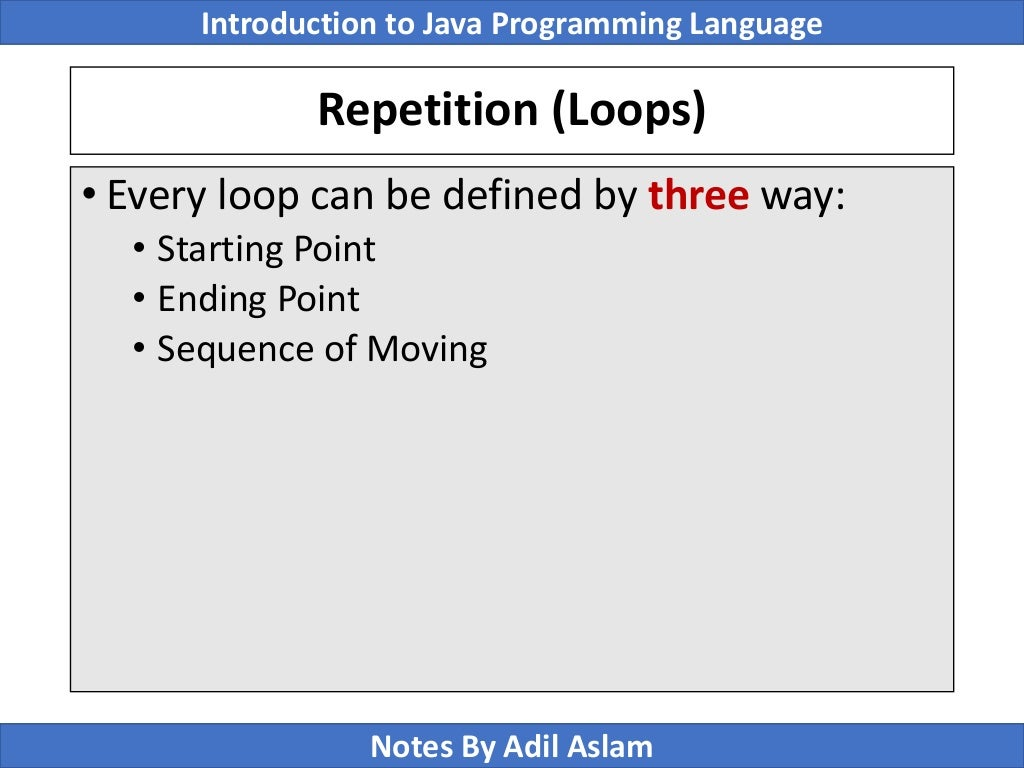 Introduction to Java Programming Language
Repetition (Loops)
• Every loop can be defined by three way:
• Starting Point
• Ending Point
• Sequence of Moving
Notes By Adil Aslam